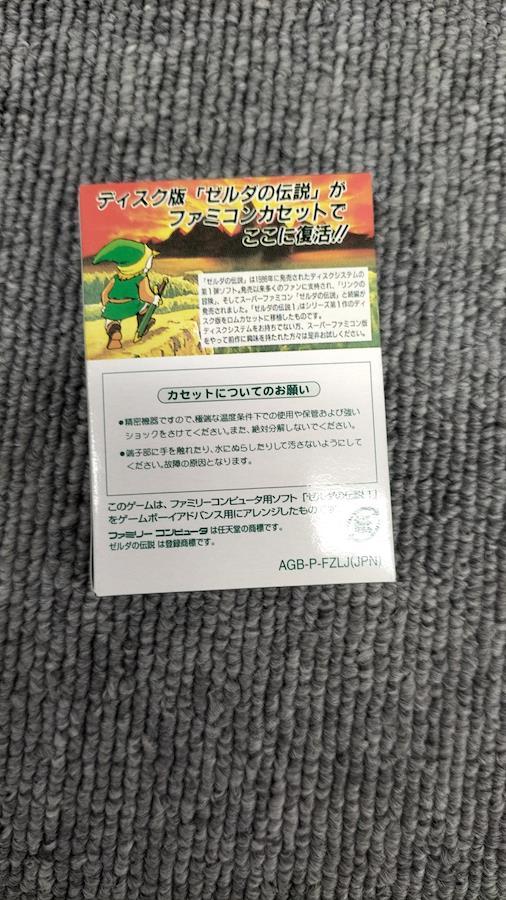 ディスク版「ゼルダの伝説」が
ファミコンカセットで
ここに復活!!
「ゼルダの伝説」は1986年に発売されたディスクシステムの
第1弾ソフト。発売以来多くのファンに支持され、「リンクの
冒険」、そしてスーパーファミコン「ゼルダの伝説」と続編が
発売されました。「ゼルダの伝説1」はシリーズ第1作のディ
スク版をロムカセットに移植したものです。
ディスクシステムをお持ちでない方、スーパーファミコン版
をやって前作に興味を持たれた方々は是非お試しください。
カセットについてのお願い
●精密機器ですので、極端な温度条件下での使用や保管および強い
ショックをさけてください。また、絶対分解しないでください。
●端子部に手を触れたり、水にぬらしたりして汚さないようにして
ください。故障の原因となります。
このゲームは、ファミリーコンピュータ用ソフト「ゼルダの伝説1」
をゲームボーイアドバンス用にアレンジしたもの
ファミリー コンピュータ は任天堂の商標です。
ゼルダの伝説 は登録商標です。
AGB-P-FZLJ(JPN)